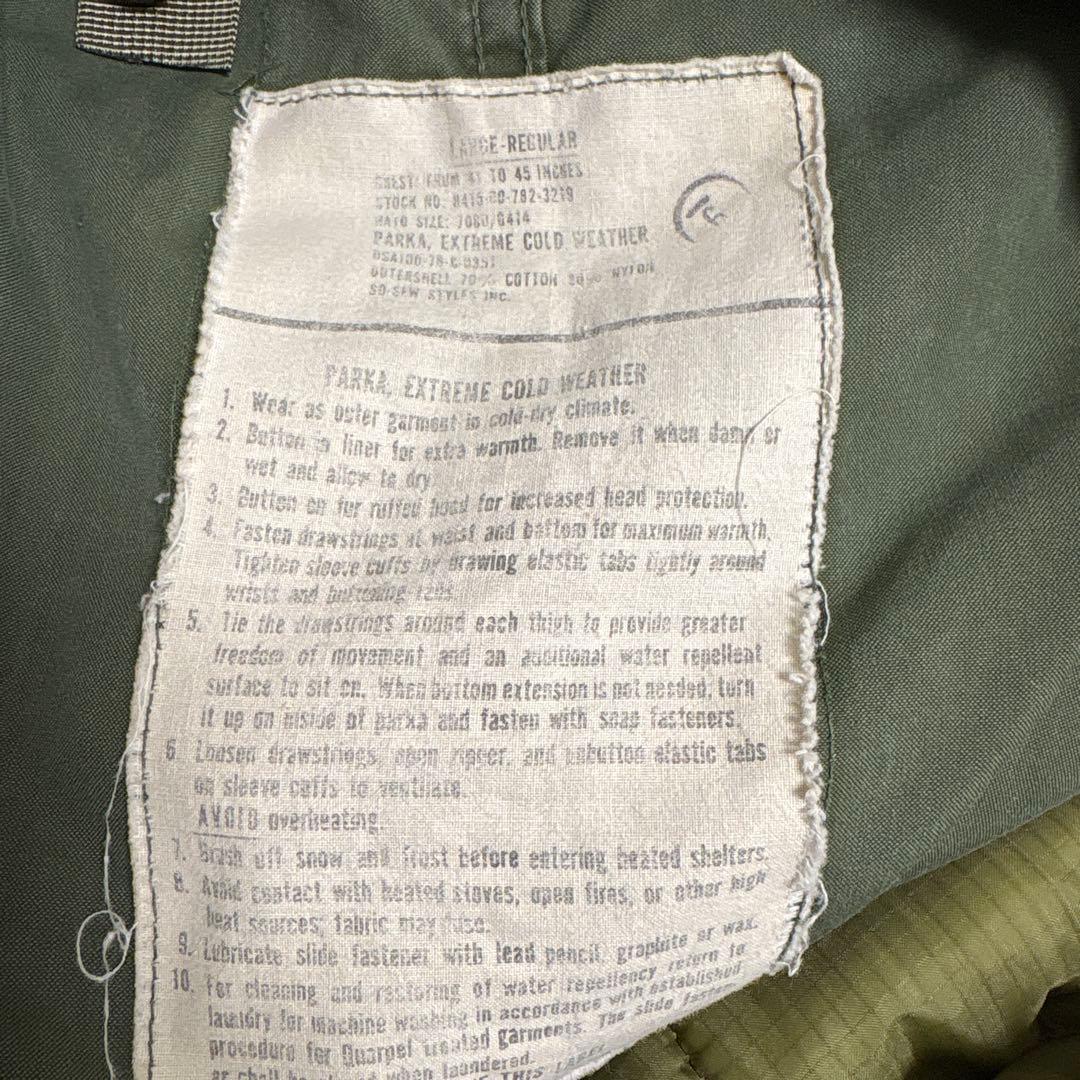 LARGE-REGULAR
CHEST: FROM 41 TO 45 INCHES
STOCK NO: 8415-00-782-3219
NATO SIZE: 7080/0414
PARKA, EXTREME COLD WEATHER
DSA100-78-C-0351
OUTERSHELL COTTON NYLON
SO-SEW STYLES INC.
PARKA, EXTREME COLD WEATHER
1. Wear as outer garment in cold-dry climate.
2. Button in liner for extra warmth. Remove it when damp or
wet and allow to dry
3. Button on fur ruffed hood for increased head protection.
4. Fasten drawstrings at waist and bottom for maximum warmth.
Tighten sleeve cuffs by drawing elastic tabs tightly around
wrists and buttoning tabs
5. Tie the drawstrings around each thigh to provide greater
freedom of movement and an additional water repellent
surface to sit on. When bottom extension is not needed, turn
it up on inside of parka and fasten with snap fasteners.
6. Loosen drawstrings, open zipper, and unbutton elastic tabs
on sleeve cuffs to ventilate.
AVOID overheating.
7. Brush off snow and frost before entering heated shelters.
8. Avoid contact with heated stoves, open fires, or other high
heat sources; fabric may fuse.
9. Lubricate slide fastener with lead pencil, graphite or wax.
10. For cleaning and restoring of water repellency return to
laundry for machine washing in accordance with established
procedure for Quarpel treated garments. The slide
or shall be when laundered.
THIS LABEL